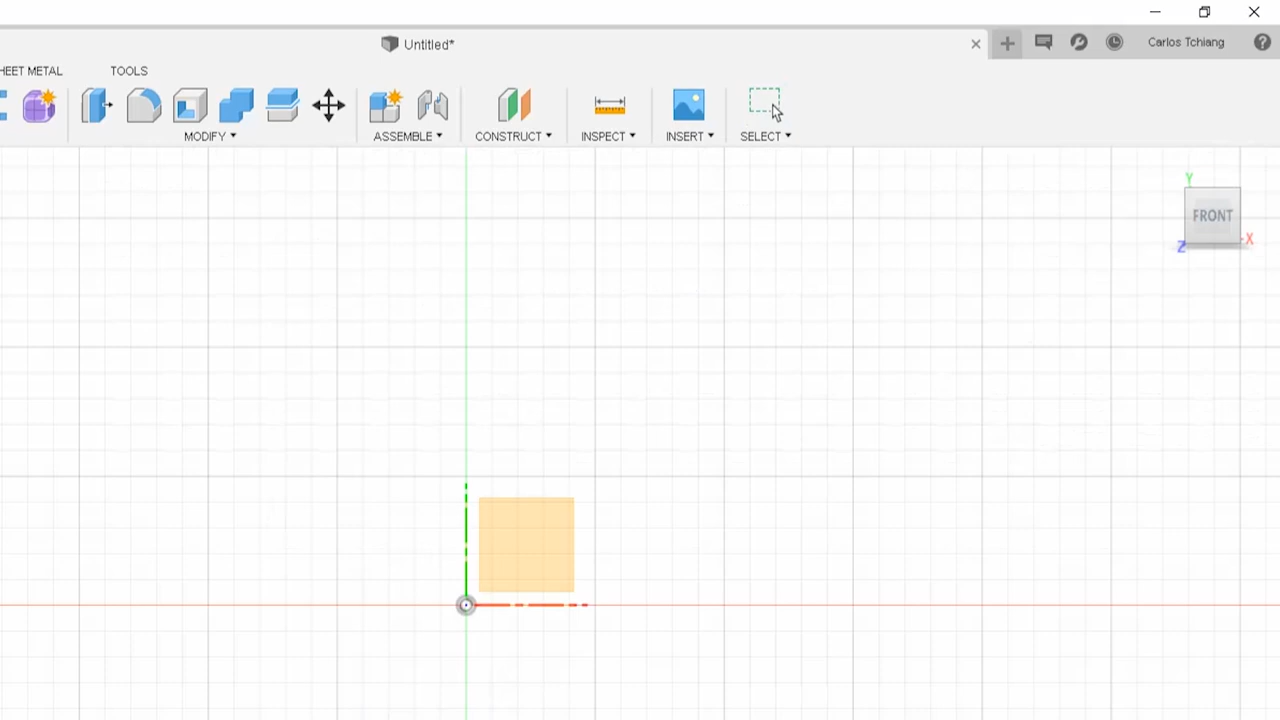 Untitled*
Carlos Tchiang
HEET METAL
TOOLS
MODIFY
ASSEMBLE
CONSTRUCT
INSPECT
INSERT
SELECT
Y
FRONT
X
Z